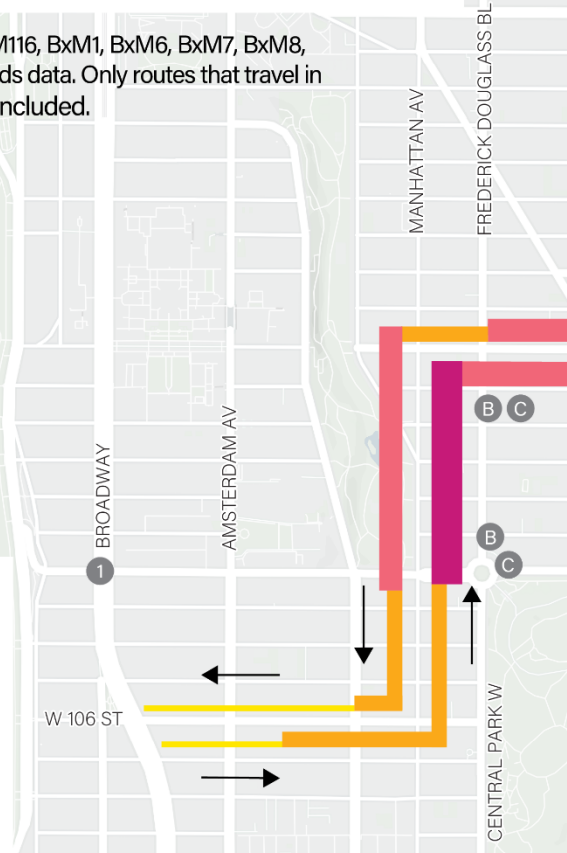 M116, BxM1, BxM6, BxM7, BxM8,
ds data. Only routes that travel in
ncluded.
MANHATTAN AV
FREDERICK DOUGLASS BL
B C
AMSTERDAM AV
BROADWAY
B
C
1
W 106 ST
CENTRAL PARK W